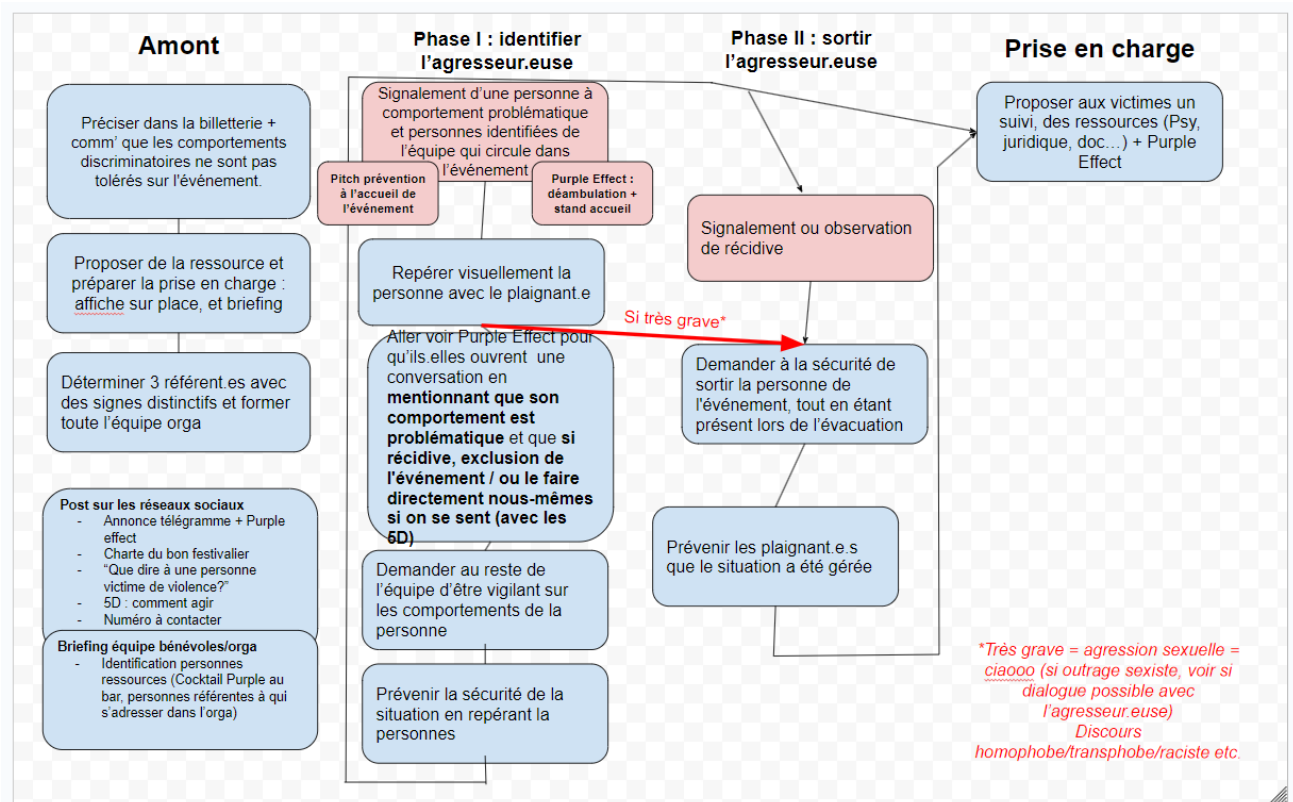 Amont
Préciser dans la billetterie +
comm’ que les comportements
discriminatoires ne sont pas
tolérés sur l'événement.
Proposer de la ressource et
préparer la prise en charge :
affiche sur place, et briefing
Déterminer 3 référent.es avec
des signes distinctifs et former
toute l’équipe orga
Post sur les réseaux sociaux
- Annonce télégramme + Purple
effect
- Charte du bon festivalier
- “Que dire à une personne
victime de violence?”
- 5D : comment agir
- Numéro à contacter
Briefing équipe bénévoles/orga
- Identification personnes
ressources (Cocktail Purple au
bar, personnes référentes à qui
s’adresser dans l’orga)
Phase I : identifier
l’agresseur.euse
Signalement d’une personne à
comportement problématique
et personnes identifiées de
l’équipe qui circule dans
l’événement
Pitch prévention
à l’accueil de
l’événement
Purple Effect :
déambulation +
stand accueil
Repérer visuellement la
personne avec le plaignant.e
Si très grave*
Aller voir Purple Effect pour
qu’ils.elles ouvrent une
conversation en
mentionnant que son
comportement est
problématique et que si
récidive, exclusion de
l'événement / ou le faire
directement nous-mêmes
si on se sent (avec les
5D)
Demander au reste de
l’équipe d’être vigilant sur
les comportements de la
personne
Prévenir la sécurité de la
situation en repérant la
personnes
Phase II : sortir
l’agresseur.euse
Signalement ou observation
de récidive
Demander à la sécurité de
sortir la personne de
l'événement, tout en étant
présent lors de l’évacuation
Prévenir les plaignant.e.s
que le situation a été gérée
Prise en charge
Proposer aux victimes un
suivi, des ressources (Psy,
juridique, doc…) + Purple
Effect
*Très grave = agression sexuelle =
ciaooo (si outrage sexiste, voir si
dialogue possible avec
l’agresseur.euse)
Discours
homophobe/transphobe/raciste etc.